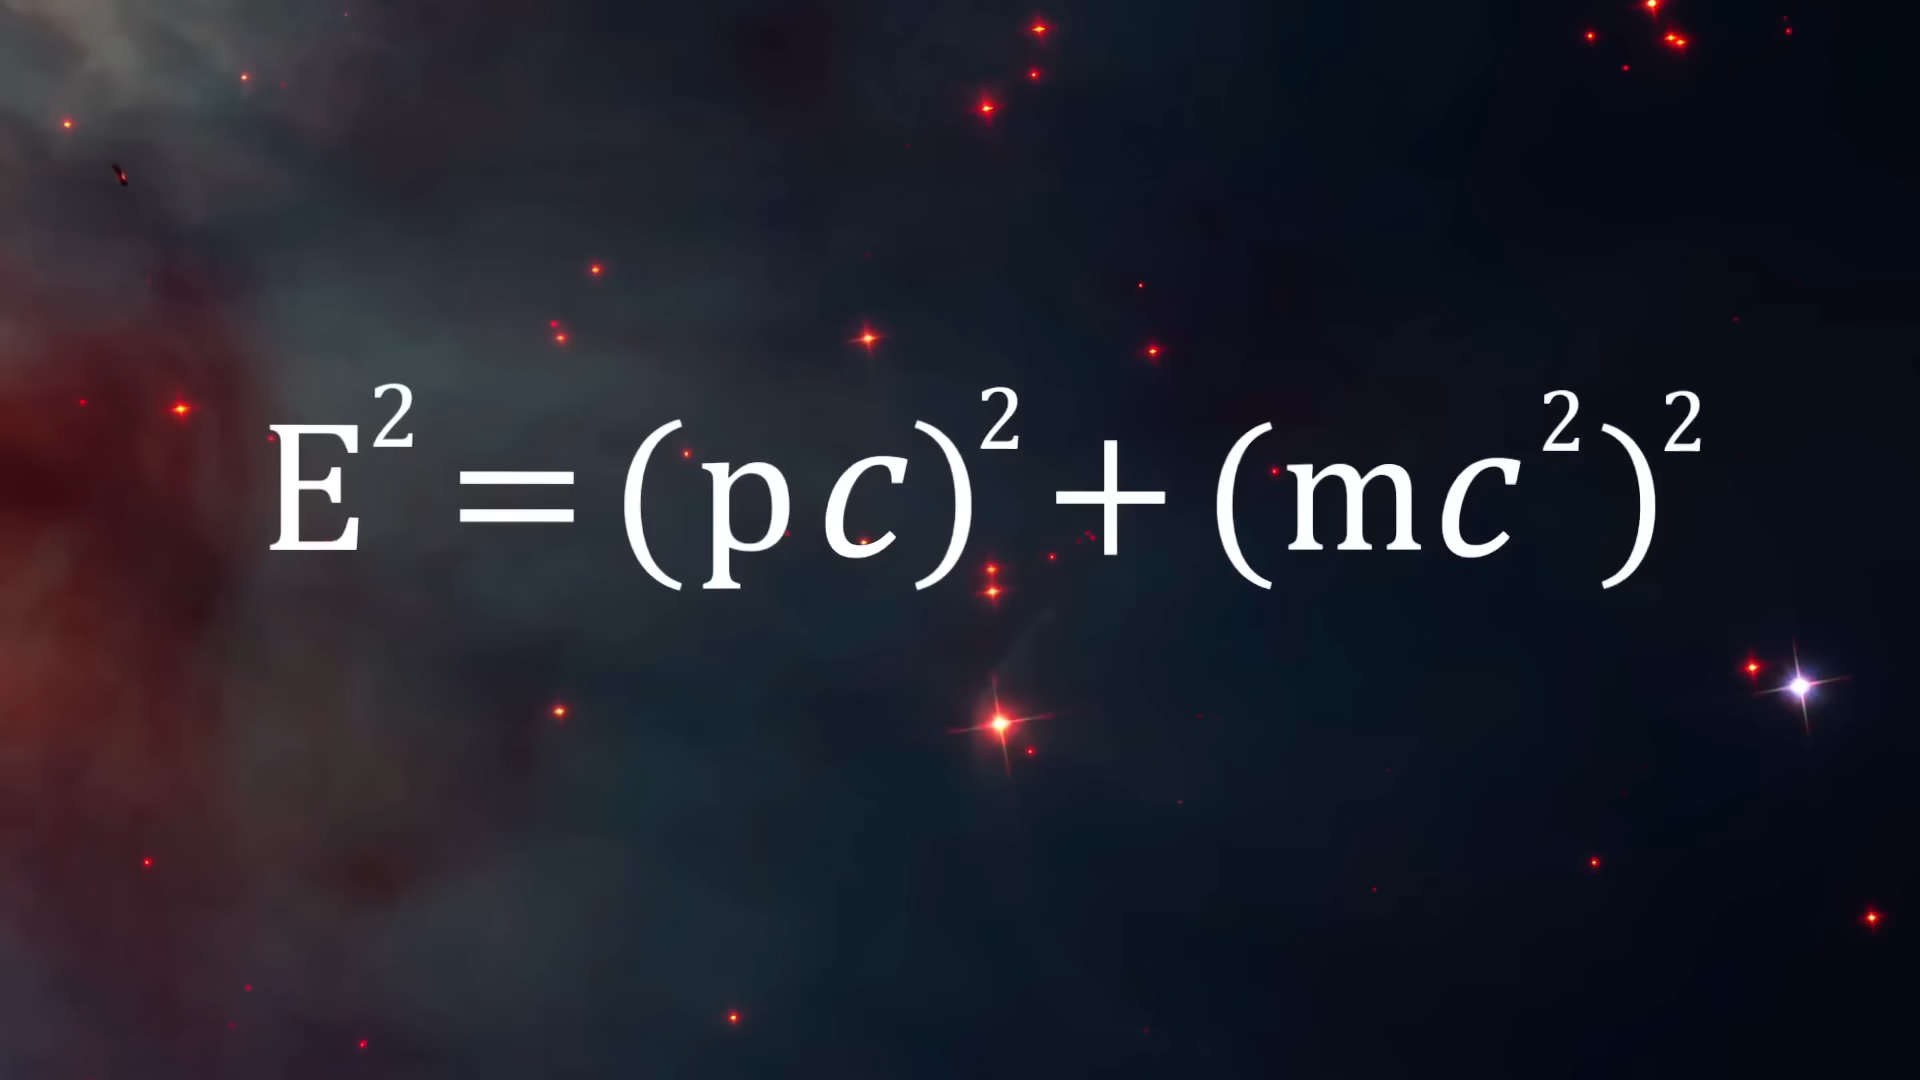 E² = (pc)² + (mc²)²